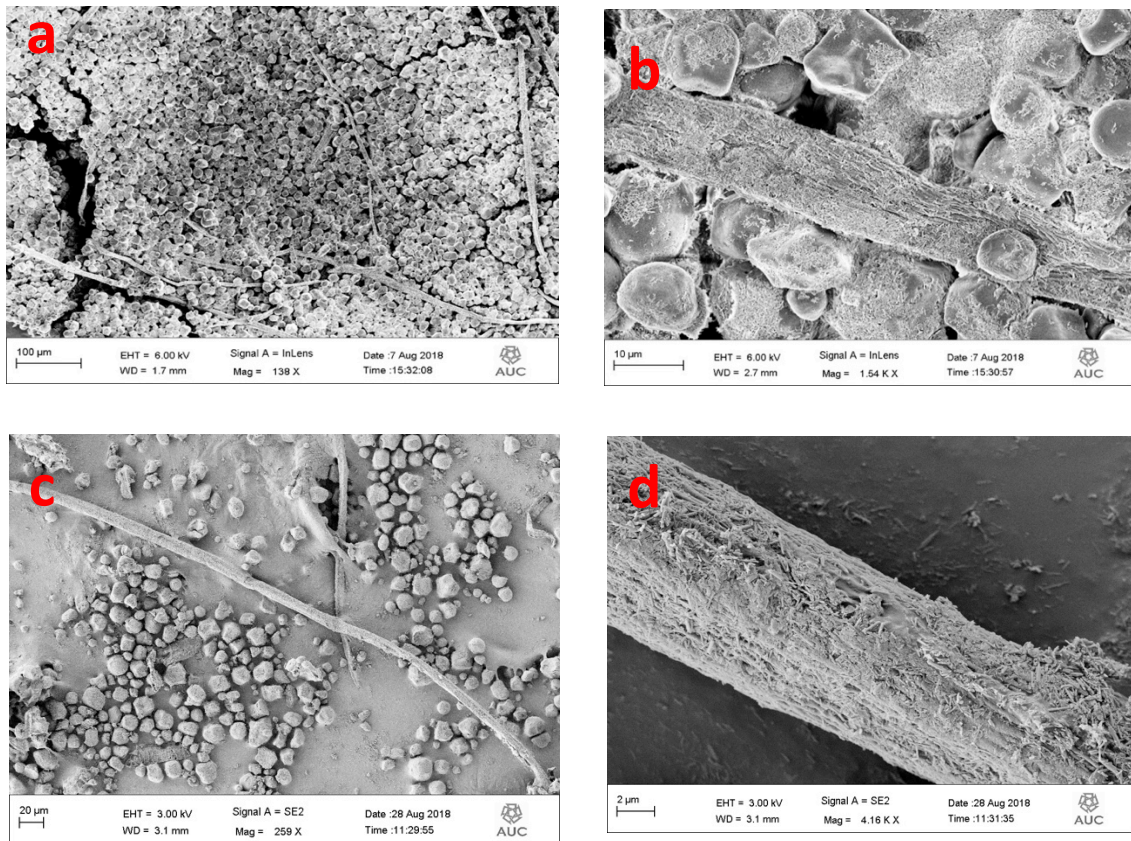 a
100 µm
EHT = 6.00 kV
WD = 1.7 mm
Signal A = InLens
Mag = 138 X
Date :7 Aug 2018
Time :15:32:08
AUC
b
10 µm
EHT = 6.00 kV
WD = 2.7 mm
Signal A = InLens
Mag = 1.54 K X
Date :7 Aug 2018
Time :15:30:57
AUC
c
20 µm
EHT = 3.00 kV
WD = 3.1 mm
Signal A = SE2
Mag = 259 X
Date :28 Aug 2018
Time :11:29:55
AUC
d
2 µm
EHT = 3.00 kV
WD = 3.1 mm
Signal A = SE2
Mag = 4.16 K X
Date :28 Aug 2018
Time :11:31:35
AUC